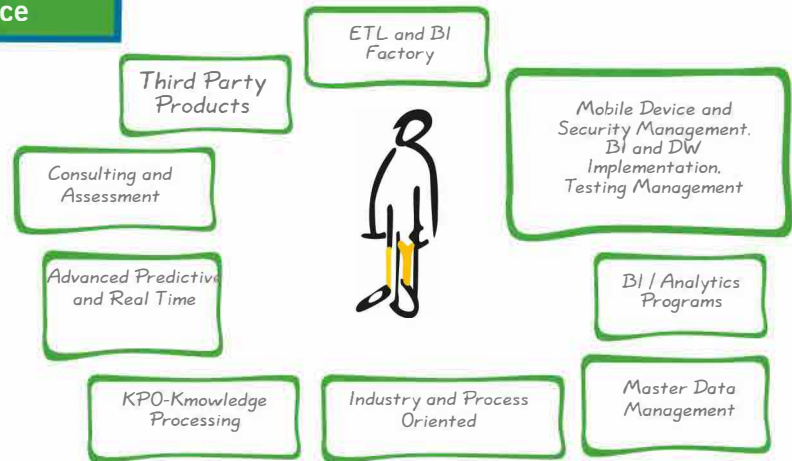 ce
ETL and BI
Factory
Third Party
Products
Mobile Device and
Security Management.
BI and DW
Implementation.
Testing Management
Consulting and
Assessment
Advanced Predictive
and Real Time
BI / Analytics
Programs
KPO-Kmowledge
Processing
Industry and Process
Oriented
Master Data
Management